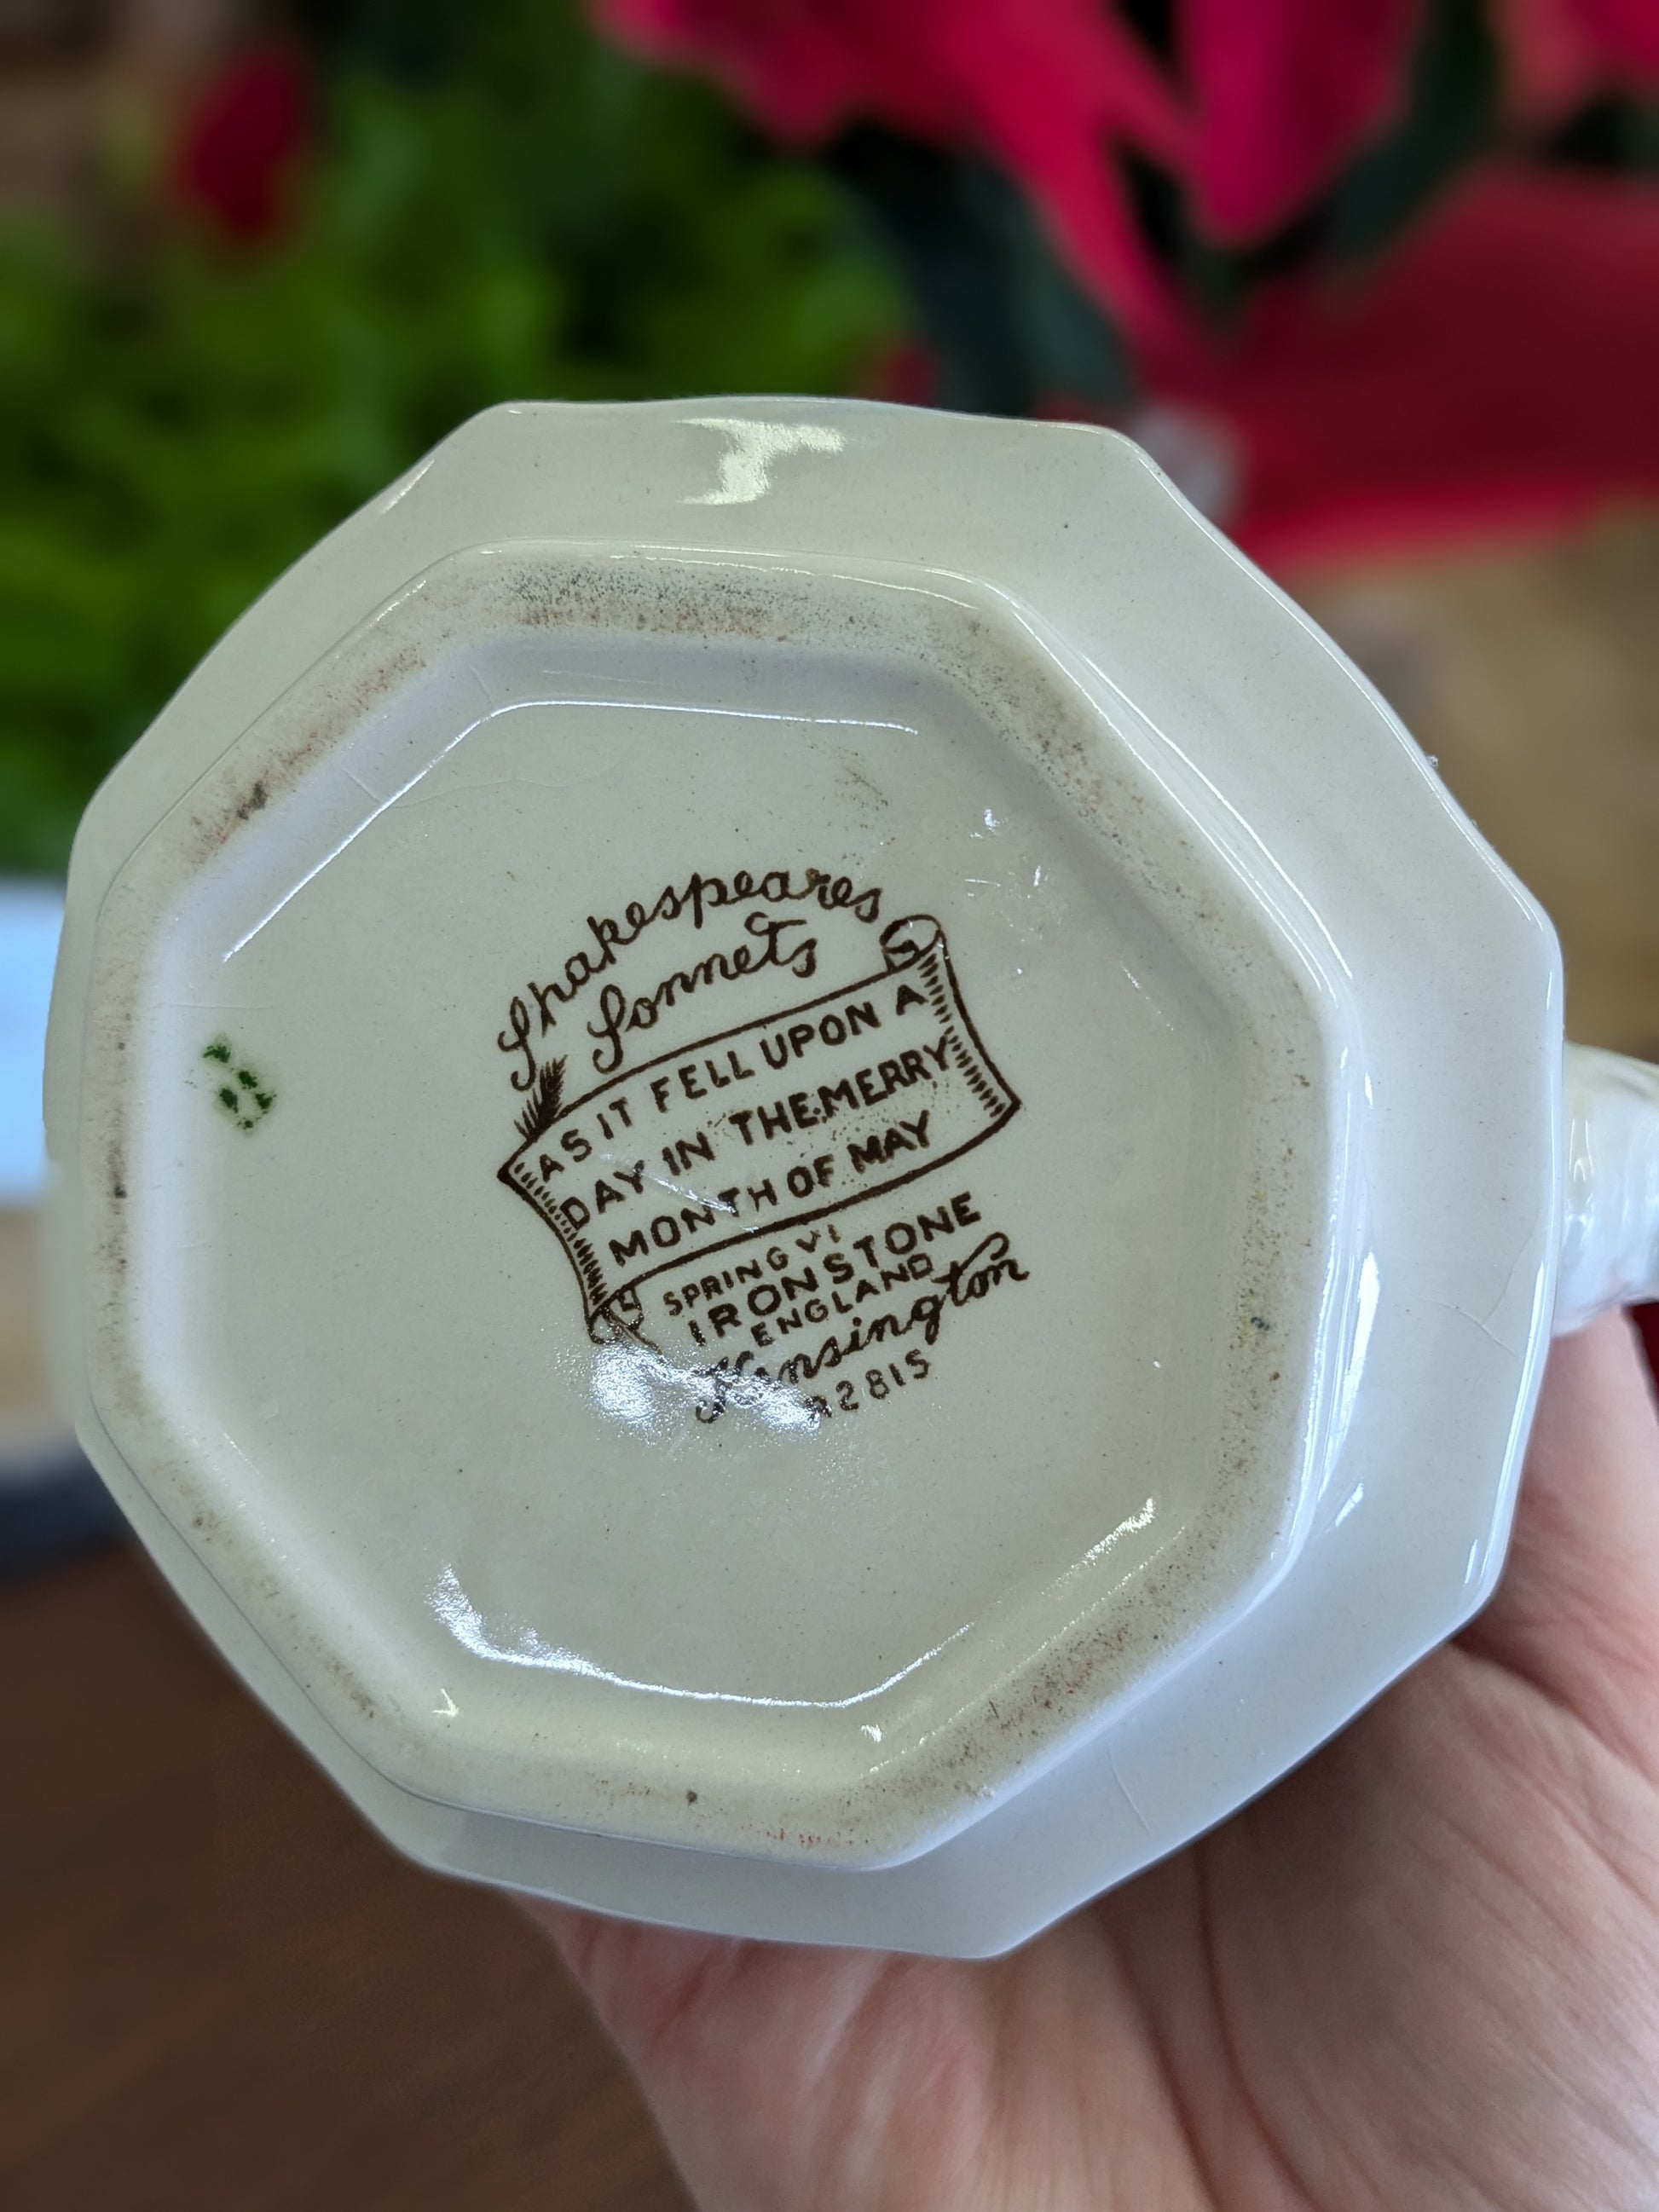 Shakespeares
Sonnets
AS IT FELL UPON A
DAY IN THE MERRY
MONTH OF MAY
SPRING VI
IRONSTONE
ENGLAND
Kensington